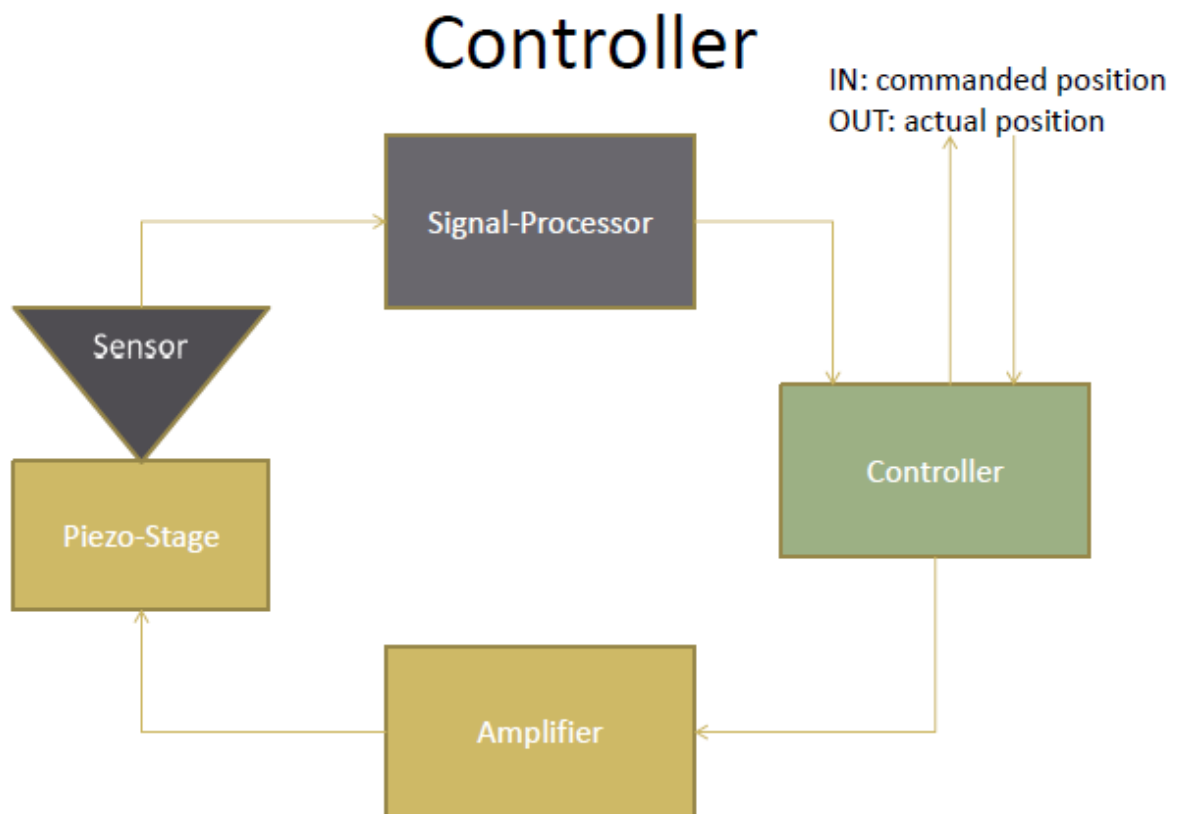 Controller
IN: commanded position
OUT: actual position
Signal-Processor
Sensor
Controller
Piezo-Stage
Amplifier